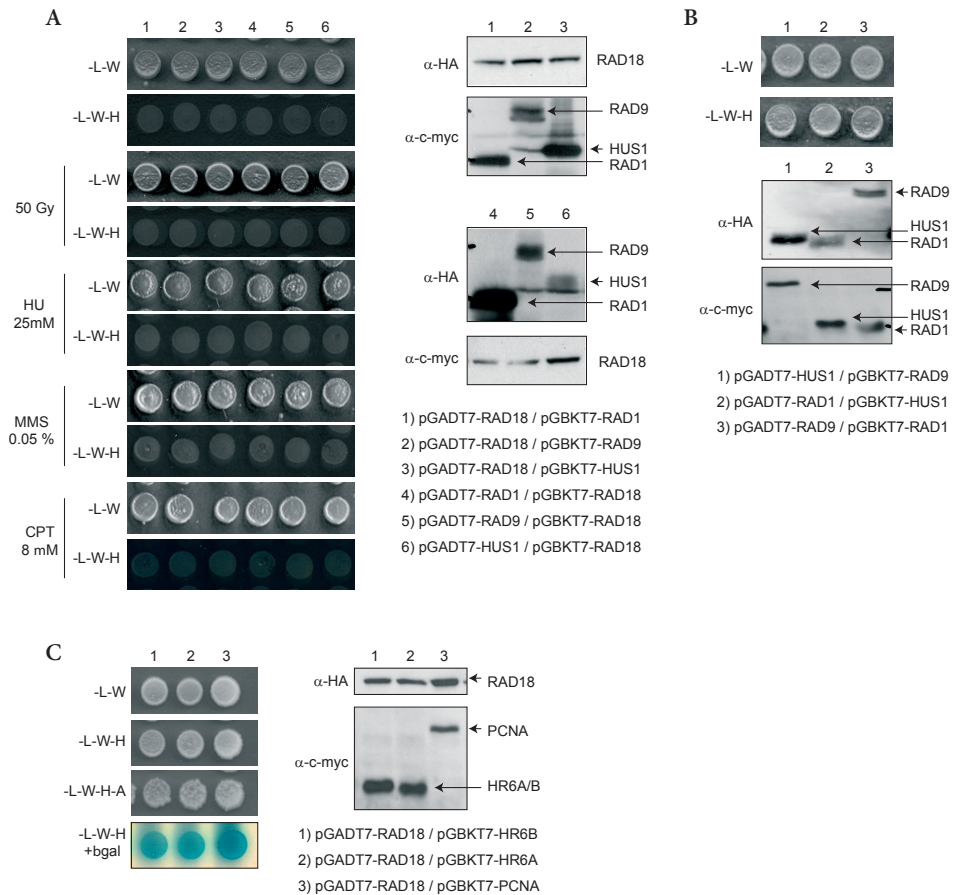 A
1 2 3 4 5 6
-L-W
-L-W-H
50 Gy
-L-W
-L-W-H
HU
25mM
-L-W
-L-W-H
MMS
0.05 %
-L-W
-L-W-H
CPT
8 mM
-L-W
-L-W-H
1 2 3
α-HA
RAD18
α-c-myc
RAD9
HUS1
RAD1
4 5 6
α-HA
RAD9
HUS1
RAD1
α-c-myc
RAD18
1) pGADT7-RAD18 / pGBKT7-RAD1
2) pGADT7-RAD18 / pGBKT7-RAD9
3) pGADT7-RAD18 / pGBKT7-HUS1
4) pGADT7-RAD1 / pGBKT7-RAD18
5) pGADT7-RAD9 / pGBKT7-RAD18
6) pGADT7-HUS1 / pGBKT7-RAD18
B
1 2 3
-L-W
-L-W-H
1 2 3
α-HA
RAD9
HUS1
RAD1
α-c-myc
RAD9
HUS1
RAD1
1) pGADT7-HUS1 / pGBKT7-RAD9
2) pGADT7-RAD1 / pGBKT7-HUS1
3) pGADT7-RAD9 / pGBKT7-RAD1
C
1 2 3
-L-W
-L-W-H
-L-W-H-A
-L-W-H
+bgal
1 2 3
α-HA
RAD18
α-c-myc
PCNA
HR6A/B
1) pGADT7-RAD18 / pGBKT7-HR6B
2) pGADT7-RAD18 / pGBKT7-HR6A
3) pGADT7-RAD18 / pGBKT7-PCNA